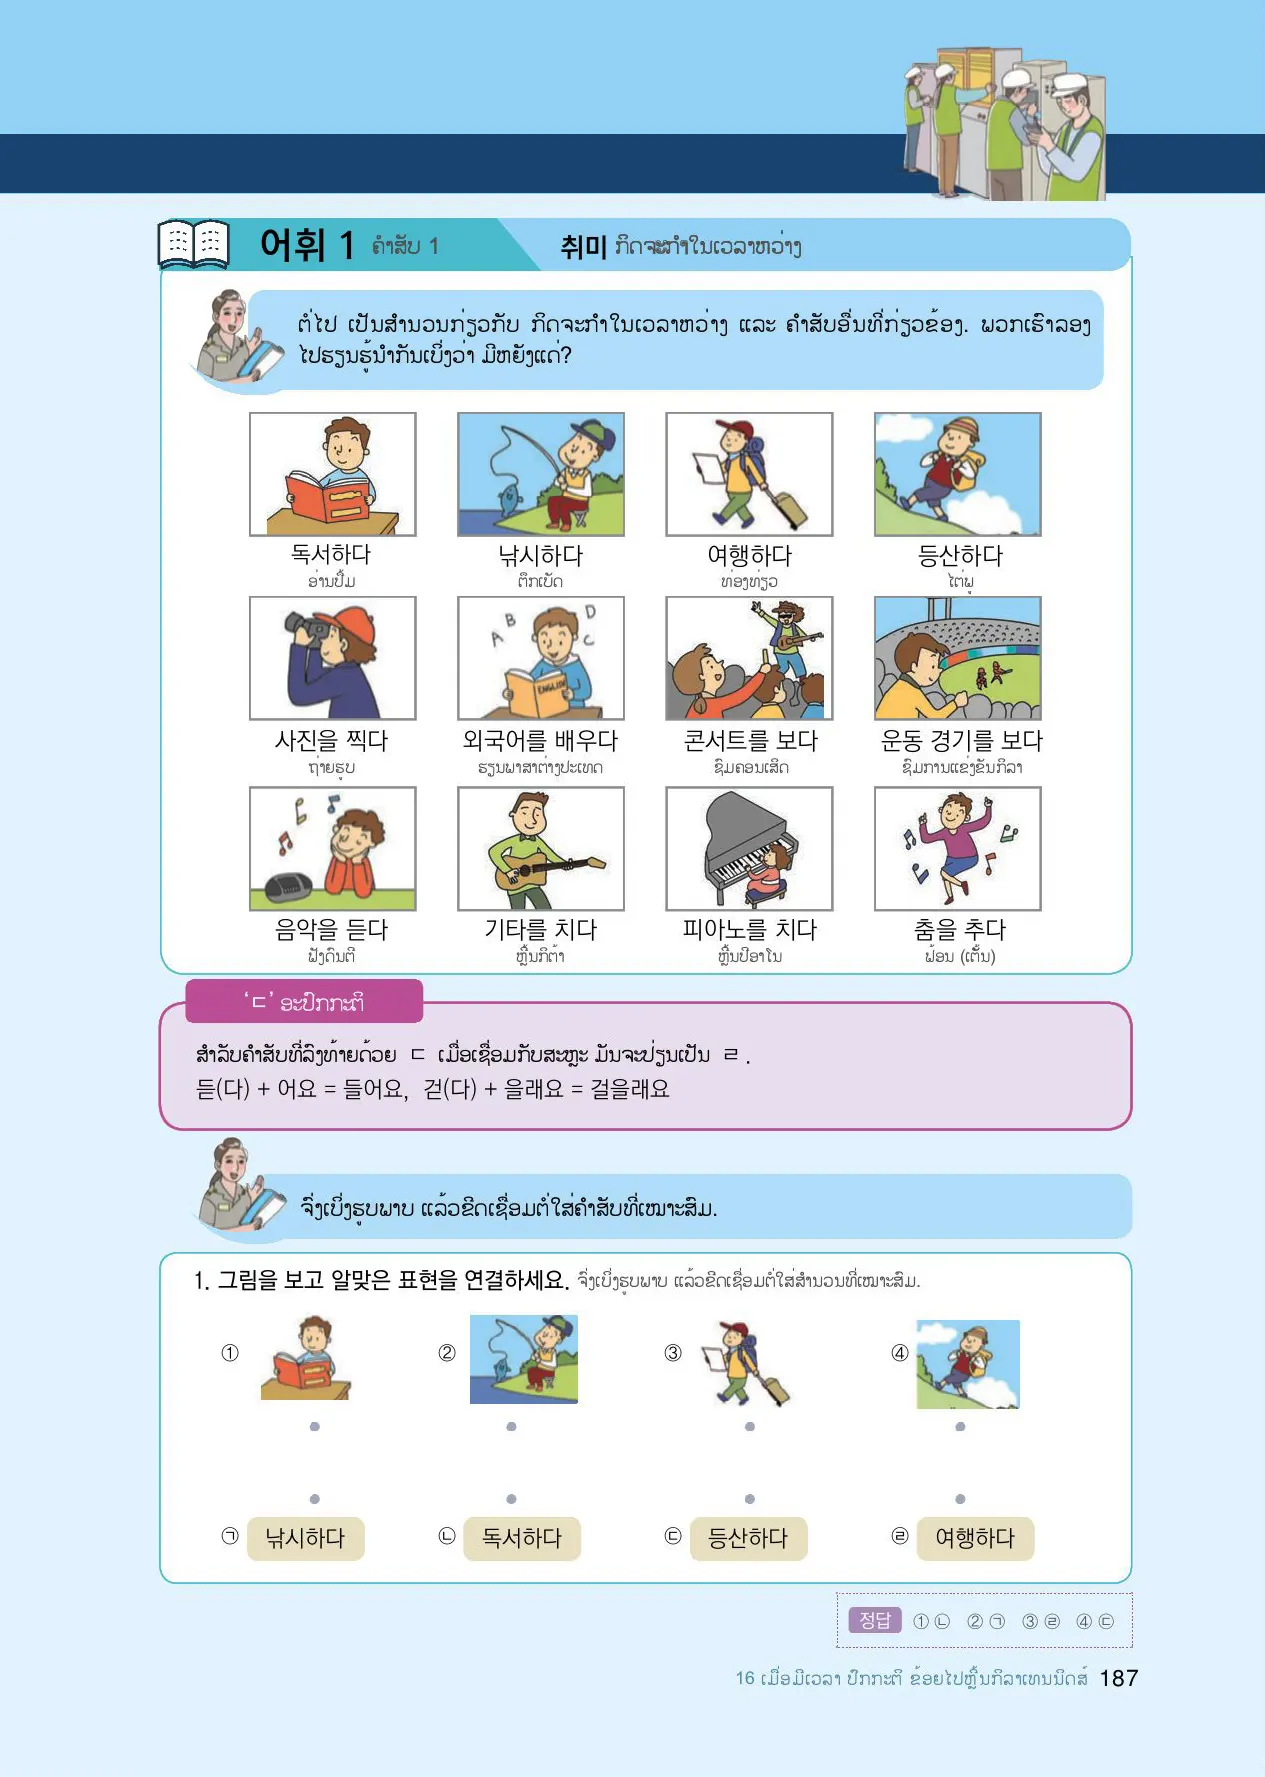 어휘 1 ຄຳສັບ 1 취미 ກິດຈະກຳໃນເວລາຫວ່າງ
ຕໍ່ໄປ ເປັນສຳນວນກ່ຽວກັບ ກິດຈະກຳໃນເວລາຫວ່າງ ແລະ ຄຳສັບອື່ນທີ່ກ່ຽວຂ້ອງ. ພວກເຮົາລອງ
ໄປຮຽນຮູ້ນຳກັນເບິ່ງວ່າ ມີຫຍັງແດ່?
독서하다 낚시하다 여행하다 등산하다
ອ່ານປຶ້ມ ຕຶກເບັດ ທ່ອງທ່ຽວ ໄຕ່ພູ
A B C D
ENGLISH
사진을 찍다 외국어를 배우다 콘서트를 보다 운동 경기를 보다
ຖ່າຍຮູບ ຮຽນພາສາຕ່າງປະເທດ ຊົມຄອນເສີດ ຊົມການແຂ່ງຂັນກິລາ
음악을 듣다 기타를 치다 피아노를 치다 춤을 추다
ຟັງດົນຕີ ຫຼິ້ນກີຕ້າ ຫຼິ້ນປີອາໂນ ຟ້ອນ (ເຕັ້ນ)
‘ㄷ’ ອະປົກກະຕິ
ສຳລັບຄຳສັບທີ່ລົງທ້າຍດ້ວຍ ㄷ ເມື່ອເຊື່ອມກັບສະຫຼະ ມັນຈະປ່ຽນເປັນ ㄹ.
듣(다) + 어요 = 들어요, 걷(다) + 을래요 = 걸을래요
ຈົ່ງເບິ່ງຮູບພາບ ແລ້ວຂີດເຊື່ອມຕໍ່ໃສ່ຄຳສັບທີ່ເໝາະສົມ.
1. 그림을 보고 알맞은 표현을 연결하세요. ຈົ່ງເບິ່ງຮູບພາບ ແລ້ວຂີດເຊື່ອມຕໍ່ໃສ່ສຳນວນທີ່ເໝາະສົມ.
① ② ③ ④
㉠ 낚시하다 ㉡ 독서하다 ㉢ 등산하다 ㉣ 여행하다
정답 ① ㉡ ② ㉠ ③ ㉣ ④ ㉢
16 ເມື່ອມີເວລາ ປົກກະຕິ ຂ້ອຍໄປຫຼິ້ນກິລາເທນນິດສ໌ 187